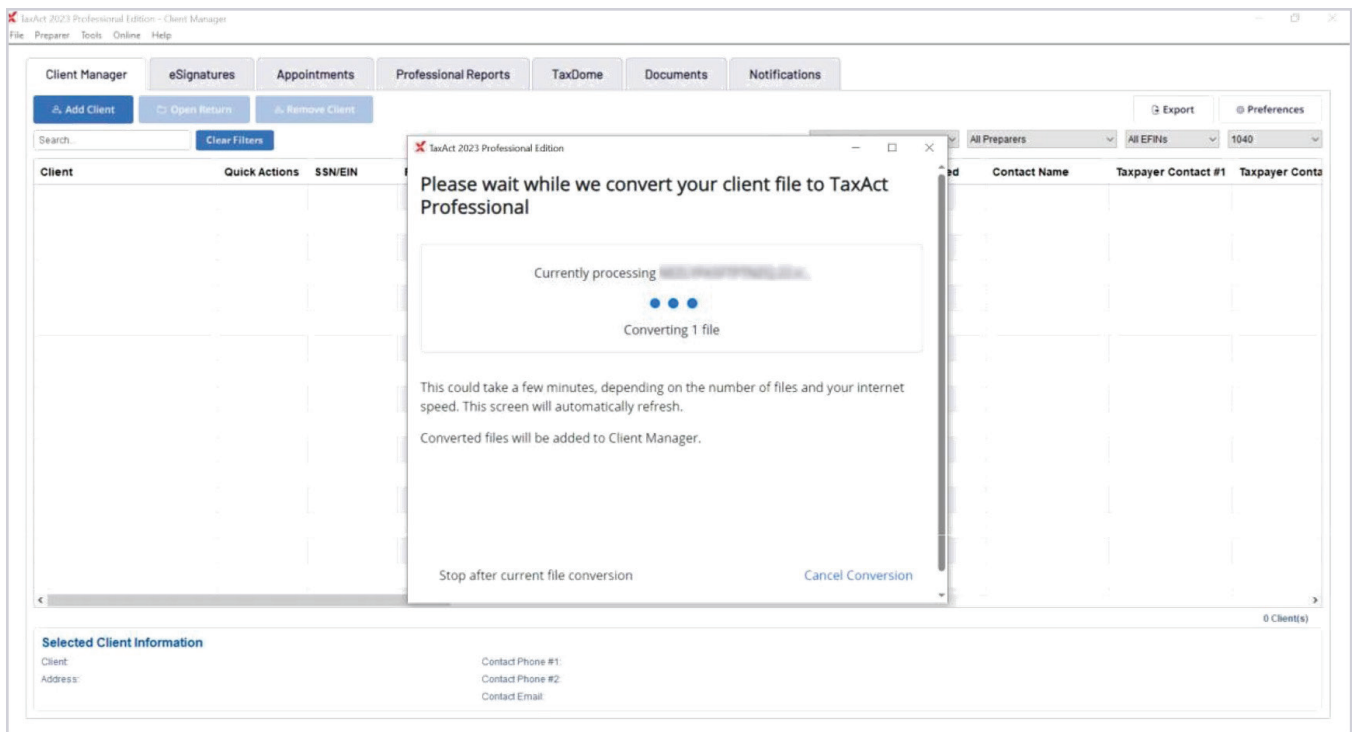 TaxAct 2023 Professional Edition - Client Manager
File Preparer Tools Online Help
Client Manager eSignatures Appointments Professional Reports TaxDome Documents Notifications
Add Client Open Return Remove Client Export Preferences
Search.. Clear Filters All Preparers All EFINs 1040
Client Quick Actions SSN/EIN Contact Name Taxpayer Contact #1 Taxpayer Conta
TaxAct 2023 Professional Edition
Please wait while we convert your client file to TaxAct
Professional
Currently processing
Converting 1 file
This could take a few minutes, depending on the number of files and your internet
speed. This screen will automatically refresh.
Converted files will be added to Client Manager.
Stop after current file conversion Cancel Conversion
0 Client(s)
Selected Client Information
Client: Contact Phone #1:
Address: Contact Phone #2:
Contact Email: